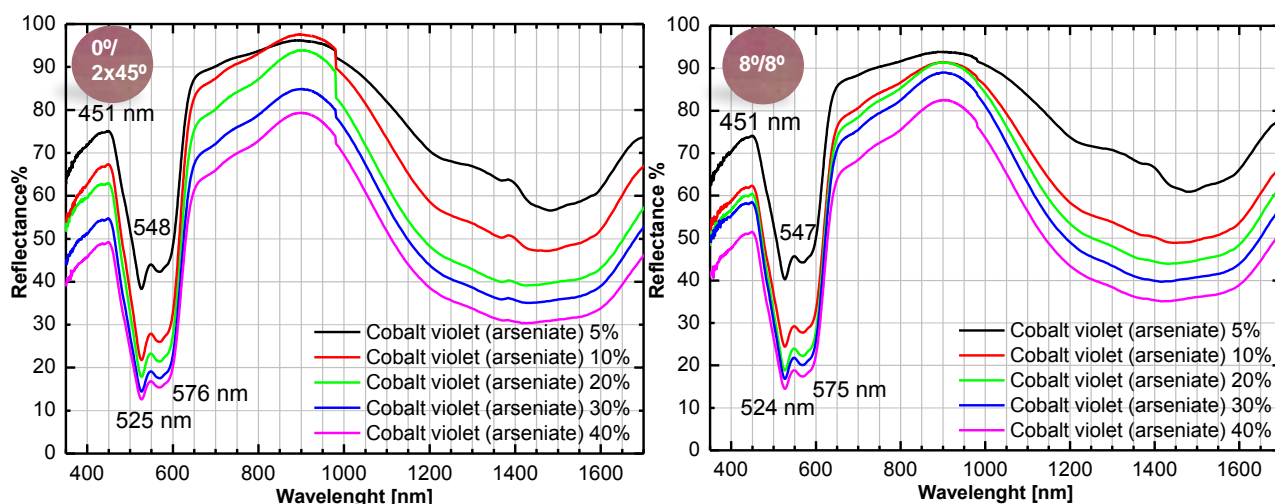 100
90
80
70
60
50
40
30
20
10
0
Reflectance%
0º/
2x45º
451 nm
548
576 nm
525 nm
Cobalt violet (arseniate) 5%
Cobalt violet (arseniate) 10%
Cobalt violet (arseniate) 20%
Cobalt violet (arseniate) 30%
Cobalt violet (arseniate) 40%
400 600 800 1000 1200 1400 1600
Wavelenght [nm]
100
90
80
70
60
50
40
30
20
10
0
Reflectance %
8º/8º
451 nm
547
575 nm
524 nm
Cobalt violet (arseniate) 5%
Cobalt violet (arseniate) 10%
Cobalt violet (arseniate) 20%
Cobalt violet (arseniate) 30%
Cobalt violet (arseniate) 40%
400 600 800 1000 1200 1400 1600
Wavelenght [nm]